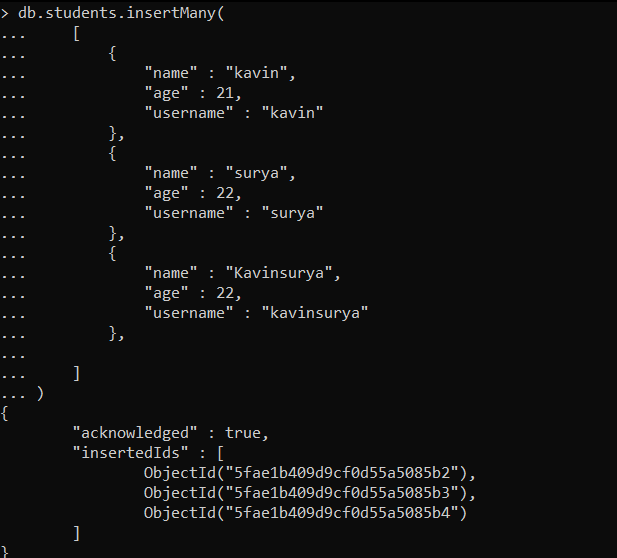 > db.students.insertMany(
...     [
...         {
...             "name" : "kavin",
...             "age" : 21,
...             "username" : "kavin"
...         },
...         {
...             "name" : "surya",
...             "age" : 22,
...             "username" : "surya"
...         },
...         {
...             "name" : "Kavinsurya",
...             "age" : 22,
...             "username" : "kavinsurya"
...         },
...
...     ]
... )
{
        "acknowledged" : true,
        "insertedIds" : [
                ObjectId("5fae1b409d9cf0d55a5085b2"),
                ObjectId("5fae1b409d9cf0d55a5085b3"),
                ObjectId("5fae1b409d9cf0d55a5085b4")
        ]
}